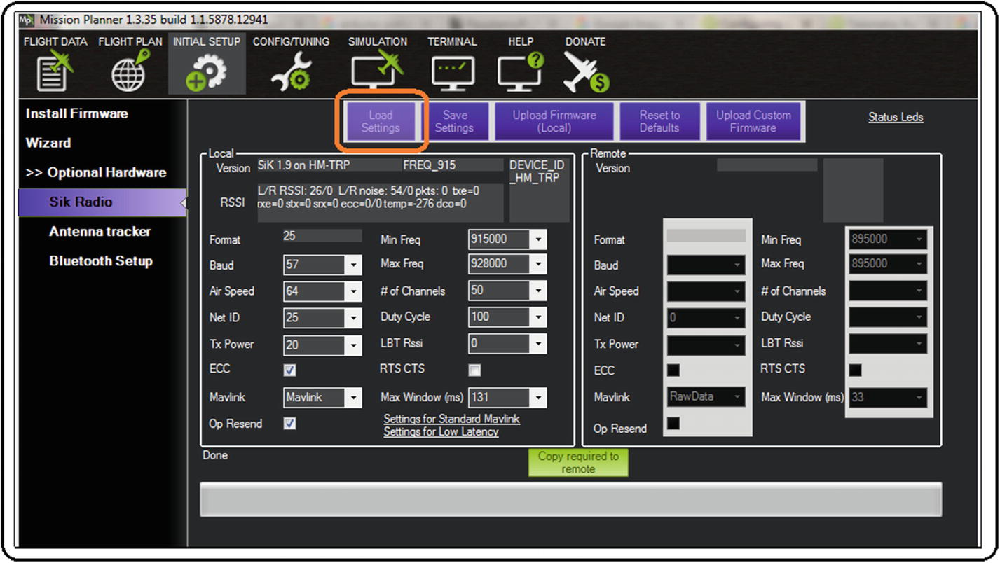 Mission Planner 1.3.35 build 1.1.5878.12941
FLIGHT DATA FLIGHT PLAN INITIAL SETUP CONFIG/TUNING SIMULATION TERMINAL HELP DONATE
Install Firmware
Wizard
>> Optional Hardware
Sik Radio
Antenna tracker
Bluetooth Setup
Load
Settings
Save
Settings
Upload Firmware
(Local)
Reset to
Defaults
Upload Custom
Firmware
Status Leds
Local
Version SiK 1.9 on HM-TRP FREQ_915 DEVICE_ID
_HM_TRP
RSSI
L/R RSSI: 26/0 L/R noise: 54/0 pkts: 0 txe=0
rxe=0 stx=0 srx=0 ecc=0/0 temp=-276 dco=0
Format 25 Min Freq 915000
Baud 57 Max Freq 928000
Air Speed 64 # of Channels 50
Net ID 25 Duty Cycle 100
Tx Power 20 LBT Rssi 0
ECC RTS CTS
Mavlink Mavlink Max Window (ms) 131
Op Resend Settings for Standard Mavlink
Settings for Low Latency
Remote
Version
Format Min Freq 895000
Baud Max Freq 895000
Air Speed # of Channels
Net ID 0 Duty Cycle
Tx Power LBT Rssi
ECC RTS CTS
Mavlink RawData Max Window (ms) 33
Op Resend
Done
Copy required to
remote